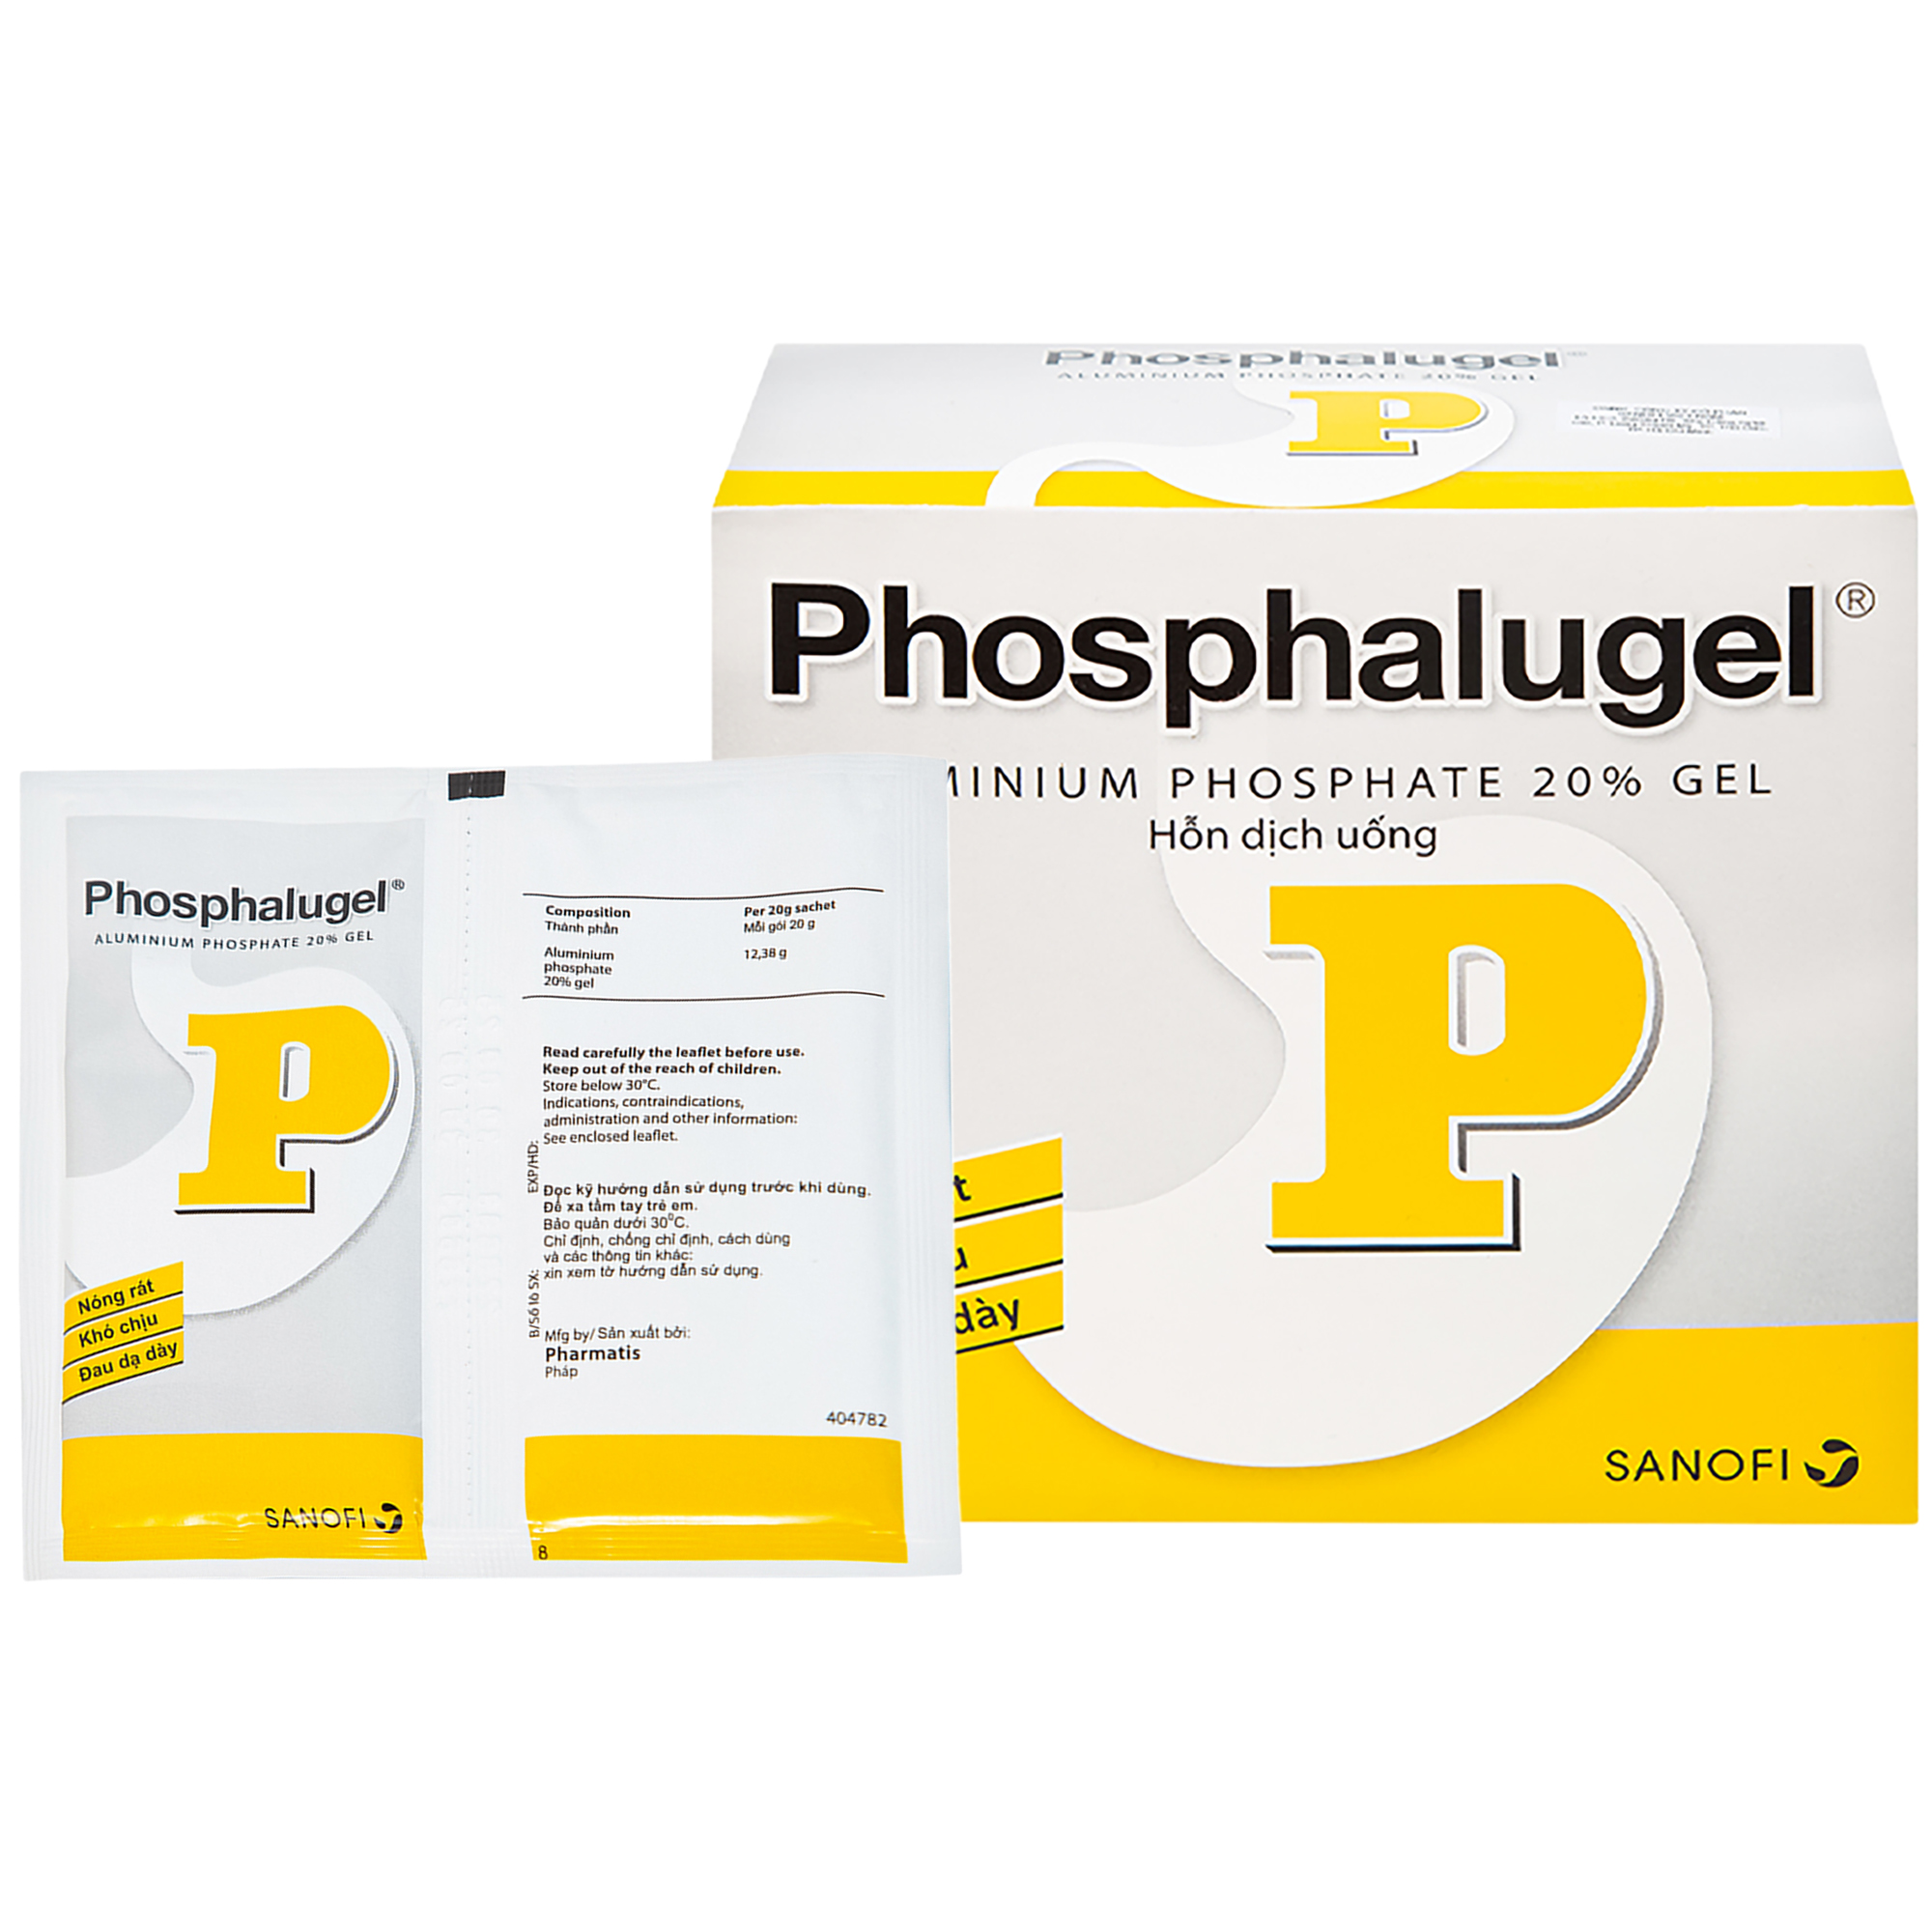 Phosphalugel®
ALUMINIUM PHOSPHATE 20% GEL
P
Phosphalugel®
MINIUM PHOSPHATE 20% GEL
Hỗn dịch uống
P
t
u
dày
SANOFI
Phosphalugel®
ALUMINIUM PHOSPHATE 20% GEL
P
Nóng rát
Khó chịu
Đau dạ dày
SANOFI
Composition Per 20g sachet
Thành phần Mỗi gói 20 g
Aluminium 12,38 g
phosphate
20% gel
Read carefully the leaflet before use.
Keep out of the reach of children.
Store below 30°C.
Indications, contraindications,
administration and other information:
See enclosed leaflet.
Đọc kỹ hướng dẫn sử dụng trước khi dùng.
Để xa tầm tay trẻ em.
Bảo quản dưới 30°C.
Chỉ định, chống chỉ định, cách dùng
và các thông tin khác:
xin xem tờ hướng dẫn sử dụng.
Mfg by/ Sản xuất bởi:
Pharmatis
Pháp
EXP/HD:
B/Số lô SX:
404782
8